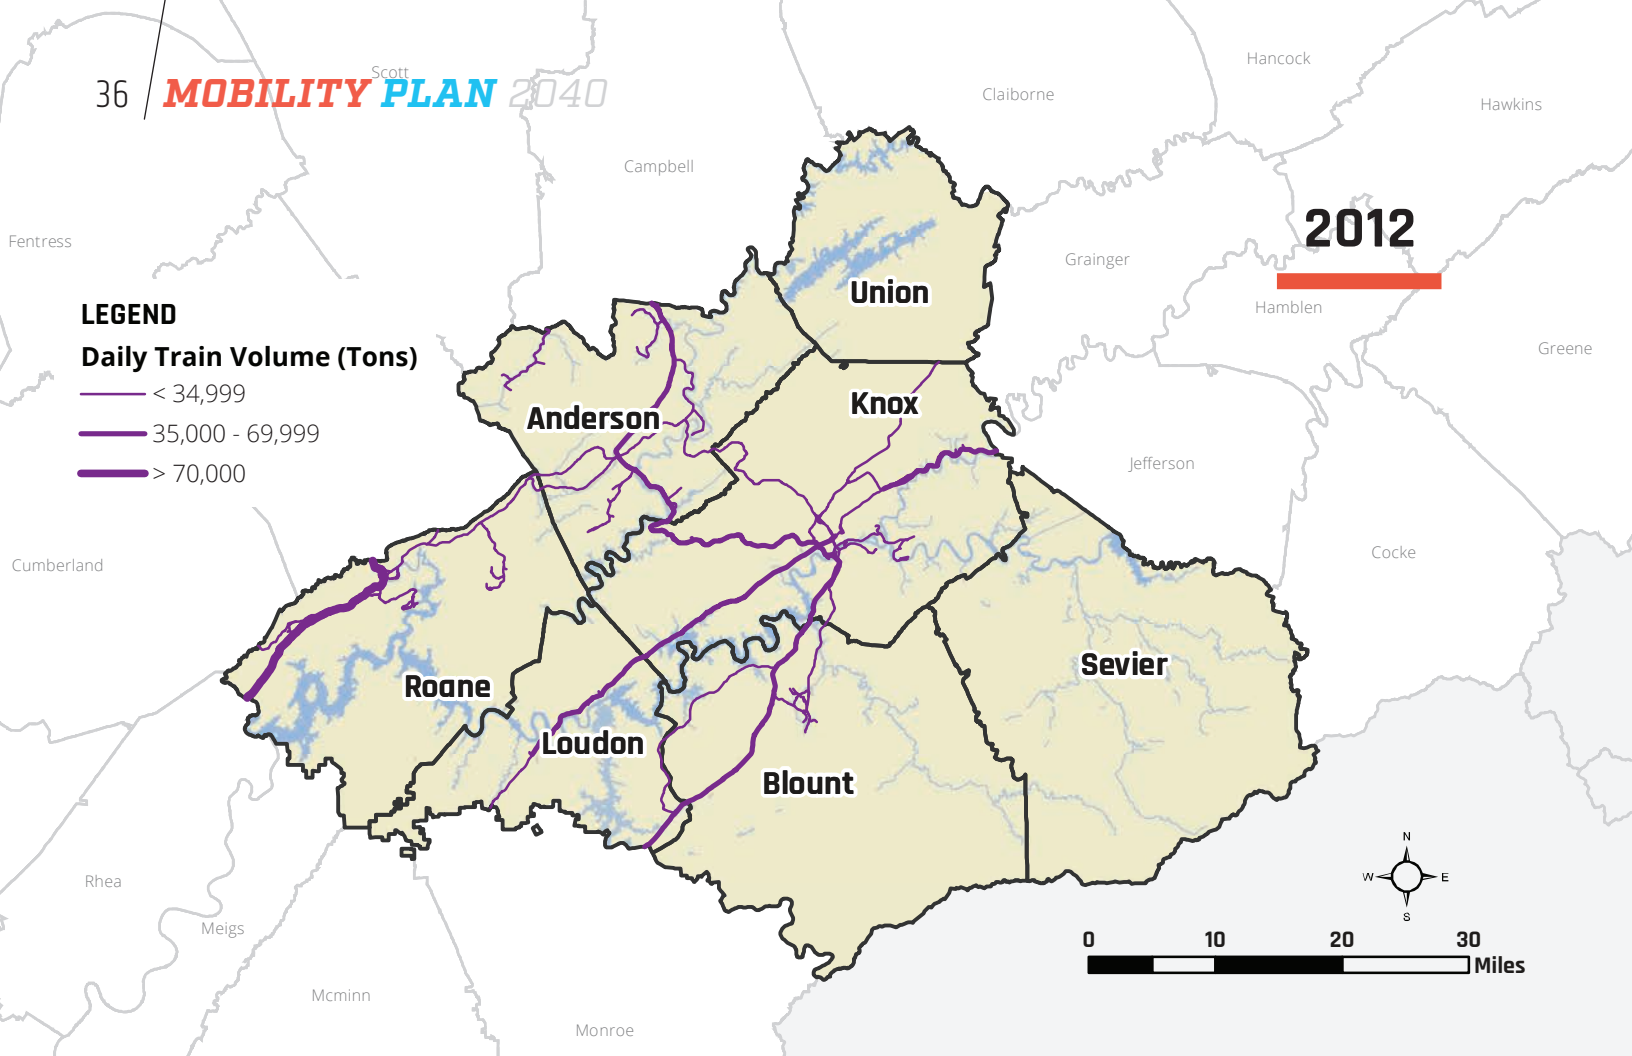 36 MOBILITY PLAN 2040
Scott
Hancock
Claiborne
Hawkins
Campbell
Fentress
2012
Grainger
Union
Hamblen
LEGEND
Daily Train Volume (Tons)
< 34,999
35,000 - 69,999
> 70,000
Greene
Knox
Anderson
Jefferson
Cocke
Cumberland
Sevier
Roane
Loudon
Blount
N
W E
S
Rhea
Meigs
0 10 20 30
Miles
Mcminn
Monroe